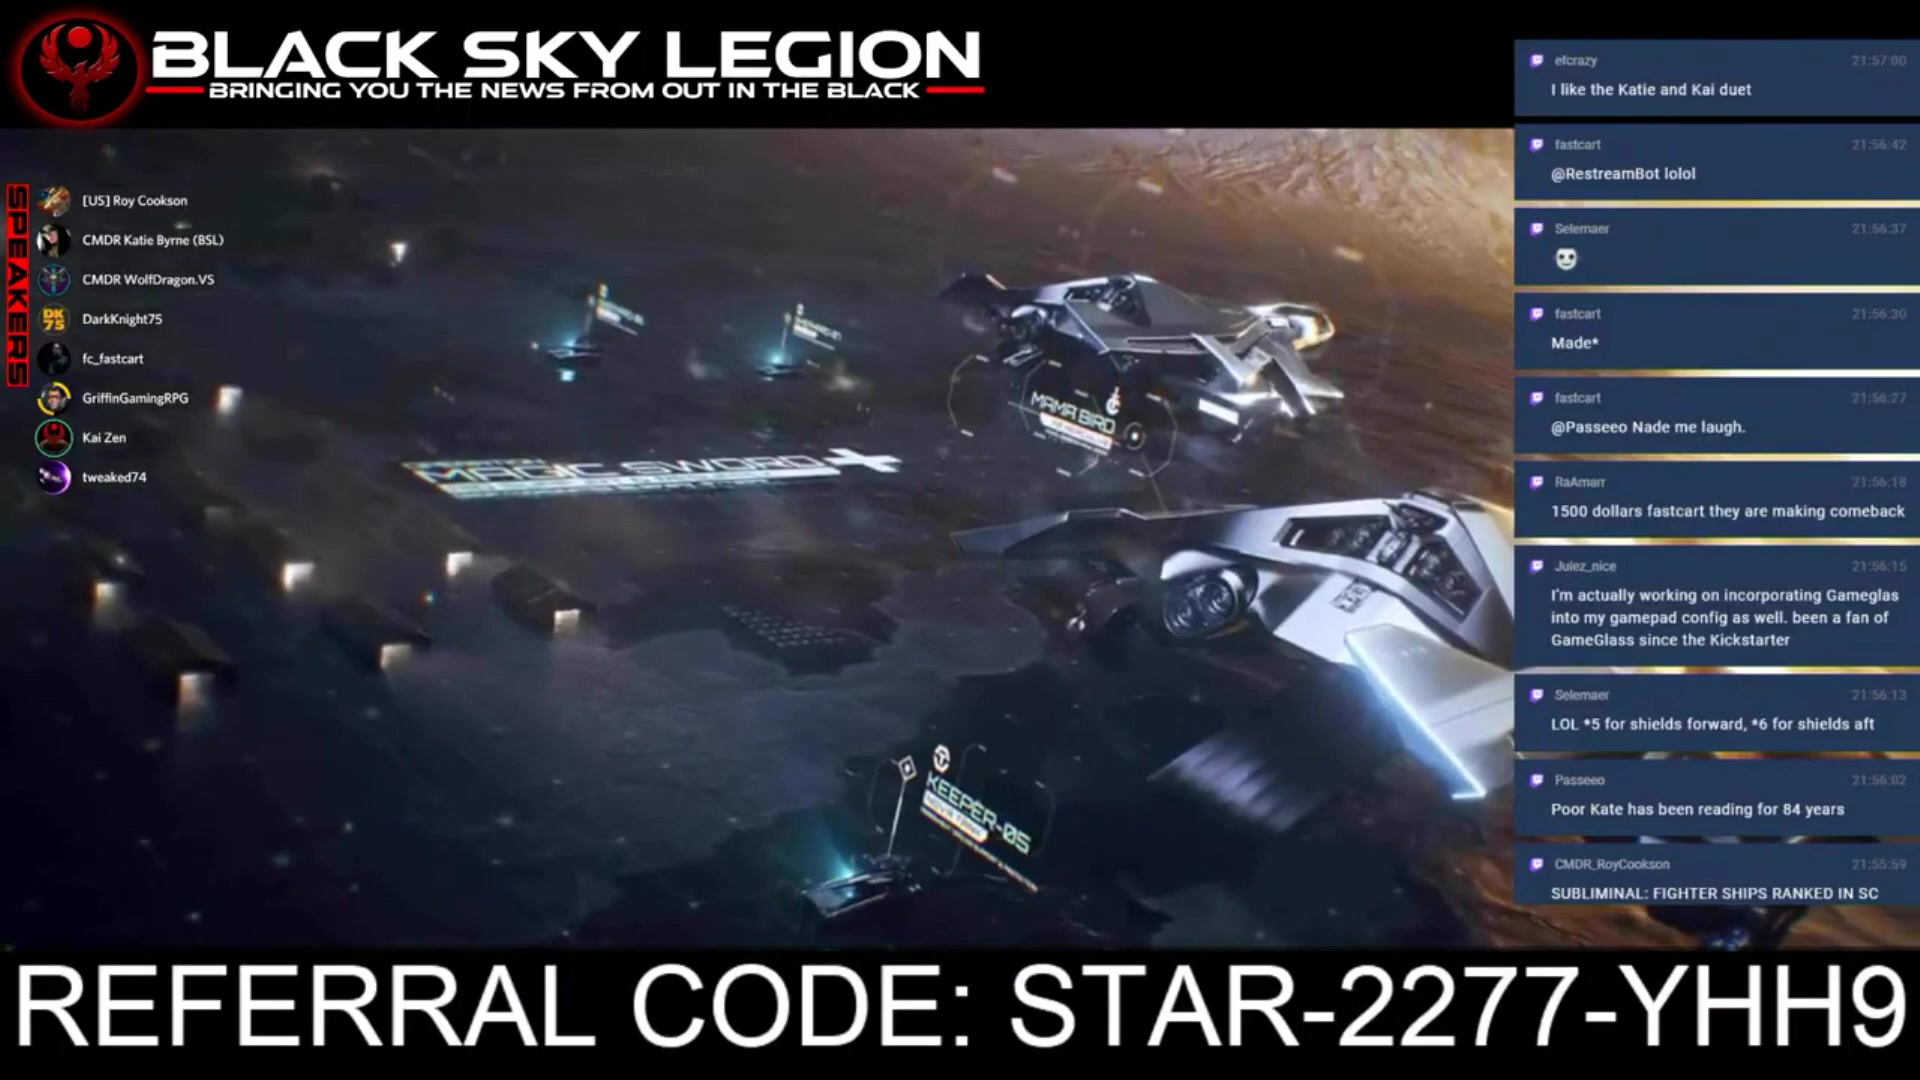 BLACK SKY LEGION
BRINGING YOU THE NEWS FROM OUT IN THE BLACK
SPEAKERS
[US] Roy Cookson
CMDR Katie Byrne (BSL)
CMDR WolfDragon.VS
DarkKnight75
DK
75
fc_fastcart
GriffinGamingRPG
Kai Zen
tweaked74
MAMA BIRD
MAGIC SWORD
KEEPER-05
efcrazy 21:57:00
I like the Katie and Kai duet
fastcart 21:56:42
@RestreamBot lolol
Selemaer 21:56:37
fastcart 21:56:30
Made*
fastcart 21:56:27
@Passeeo Nade me laugh.
RaAmarr 21:56:18
1500 dollars fastcart they are making comeback
Julez_nice 21:56:15
I'm actually working on incorporating Gameglas
into my gamepad config as well. been a fan of
GameGlass since the Kickstarter
Selemaer 21:56:13
LOL *5 for shields forward, *6 for shields aft
Passeeo 21:56:02
Poor Kate has been reading for 84 years
CMDR_RoyCookson 21:55:59
SUBLIMINAL: FIGHTER SHIPS RANKED IN SC
REFERRAL CODE: STAR-2277-YHH9